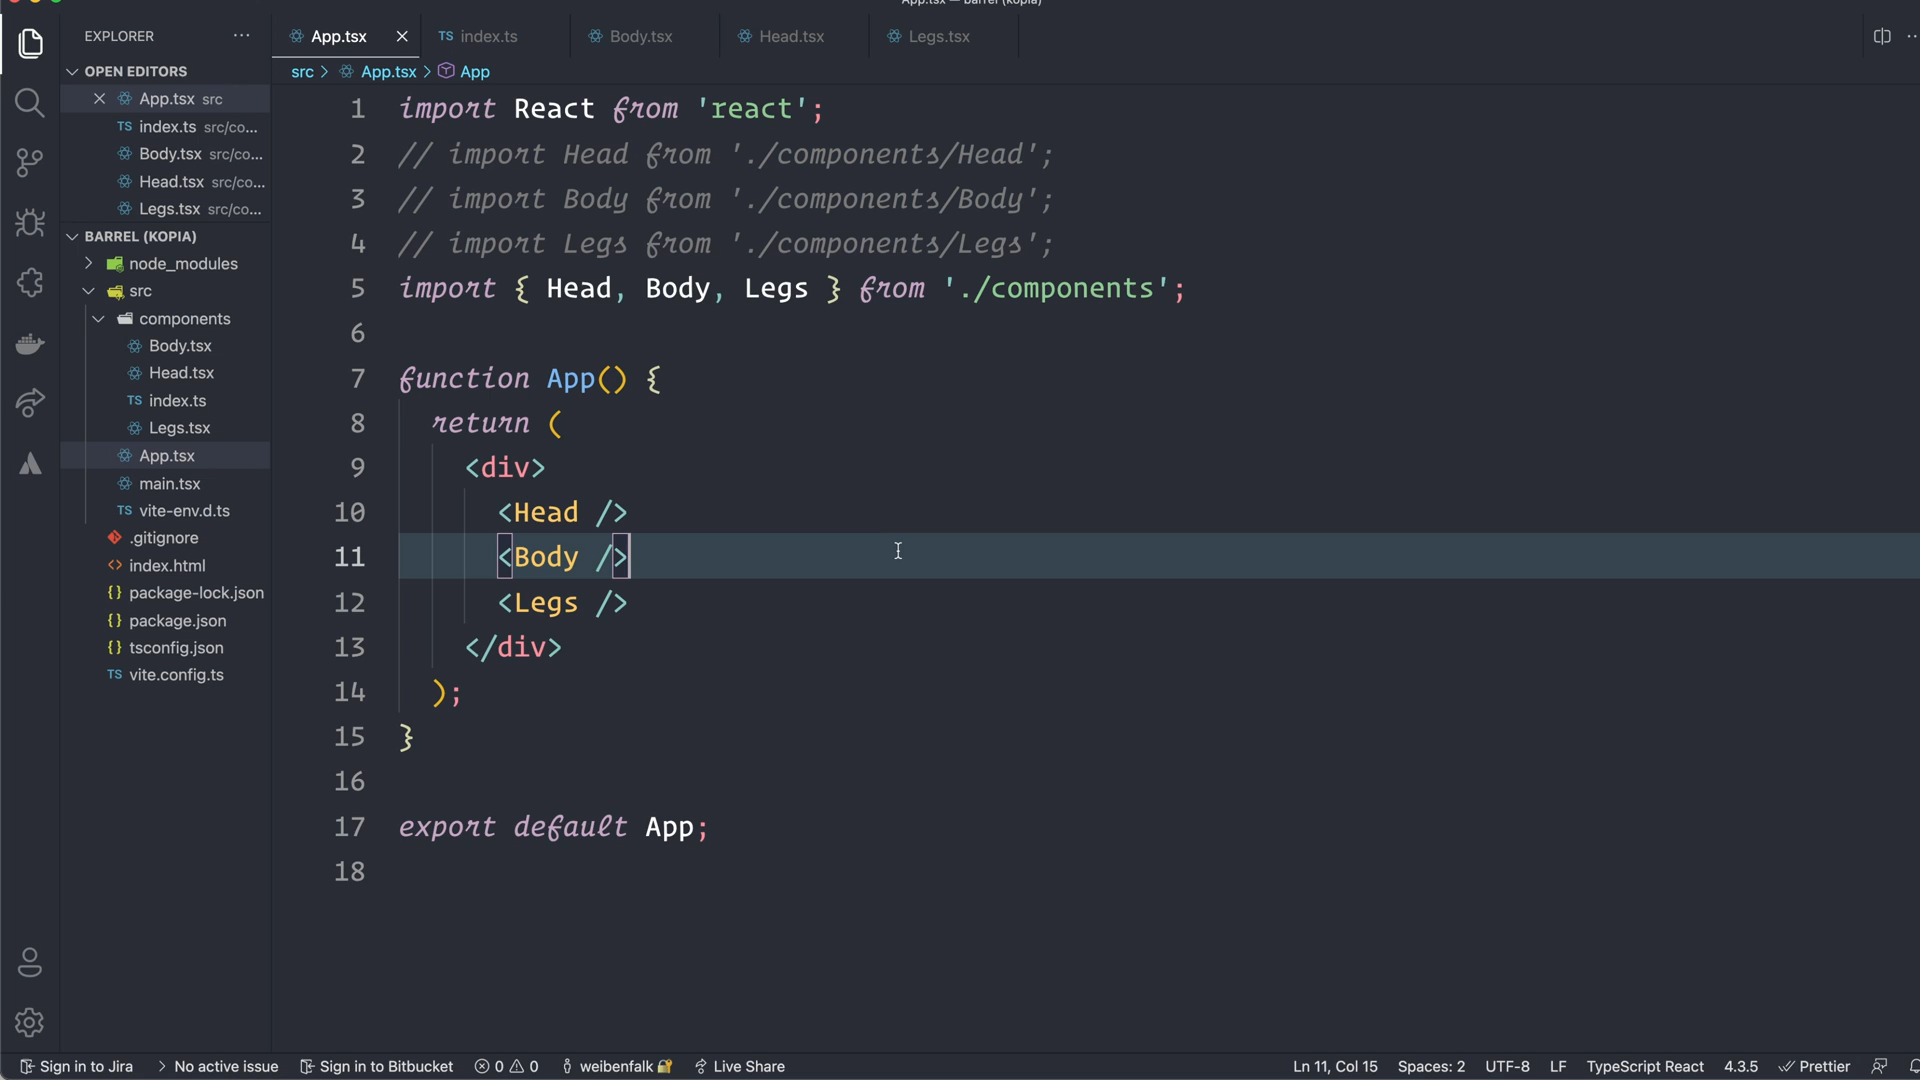 App.tsx — barrel (kopia)
EXPLORER
App.tsx
index.ts
Body.tsx
Head.tsx
Legs.tsx
OPEN EDITORS
src > App.tsx > App
App.tsx src
index.ts src/co...
Body.tsx src/co...
Head.tsx src/co...
Legs.tsx src/co...
BARREL (KOPIA)
node_modules
src
components
Body.tsx
Head.tsx
index.ts
Legs.tsx
App.tsx
main.tsx
vite-env.d.ts
.gitignore
index.html
package-lock.json
package.json
tsconfig.json
vite.config.ts
1 import React from 'react';
2 // import Head from './components/Head';
3 // import Body from './components/Body';
4 // import Legs from './components/Legs';
5 import { Head, Body, Legs } from './components';
6
7 function App() {
8 return (
9 <div>
10 <Head />
11 <Body />
12 <Legs />
13 </div>
14 );
15 }
16
17 export default App;
18
Sign in to Jira > No active issue Sign in to Bitbucket 0 0 weibenfalk Live Share Ln 11, Col 15 Spaces: 2 UTF-8 LF TypeScript React 4.3.5 Prettier